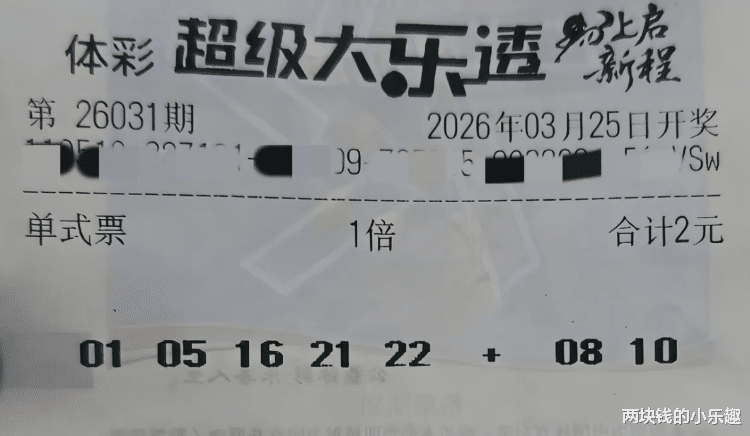 体彩 超级大乐透 马上启新程
第 26031期 2026年03月25日开奖
单式票 1倍 合计2元
01 05 16 21 22 + 08 10
两块钱的小乐趣